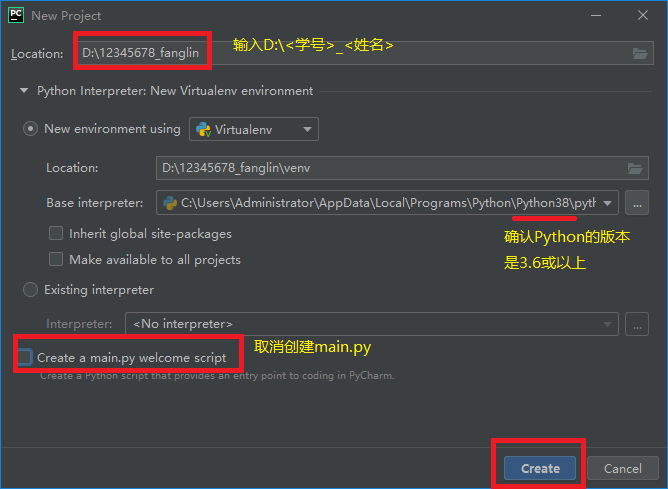 PC
New Project
Location:
D:\12345678_fanglin
输入D:\<学号>_<姓名>
Python Interpreter: New Virtualenv environment
New environment using
Virtualenv
Location:
D:\12345678_fanglin\venv
Base interpreter:
C:\Users\Administrator\AppData\Local\Programs\Python\Python38\pyth
...
Inherit global site-packages
确认Python的版本
Make available to all projects
是3.6或以上
Existing interpreter
Interpreter:
<No interpreter>
...
Create a main.py welcome script
取消创建main.py
Create a Python script that provides an entry point to coding in PyCharm.
Create
Cancel